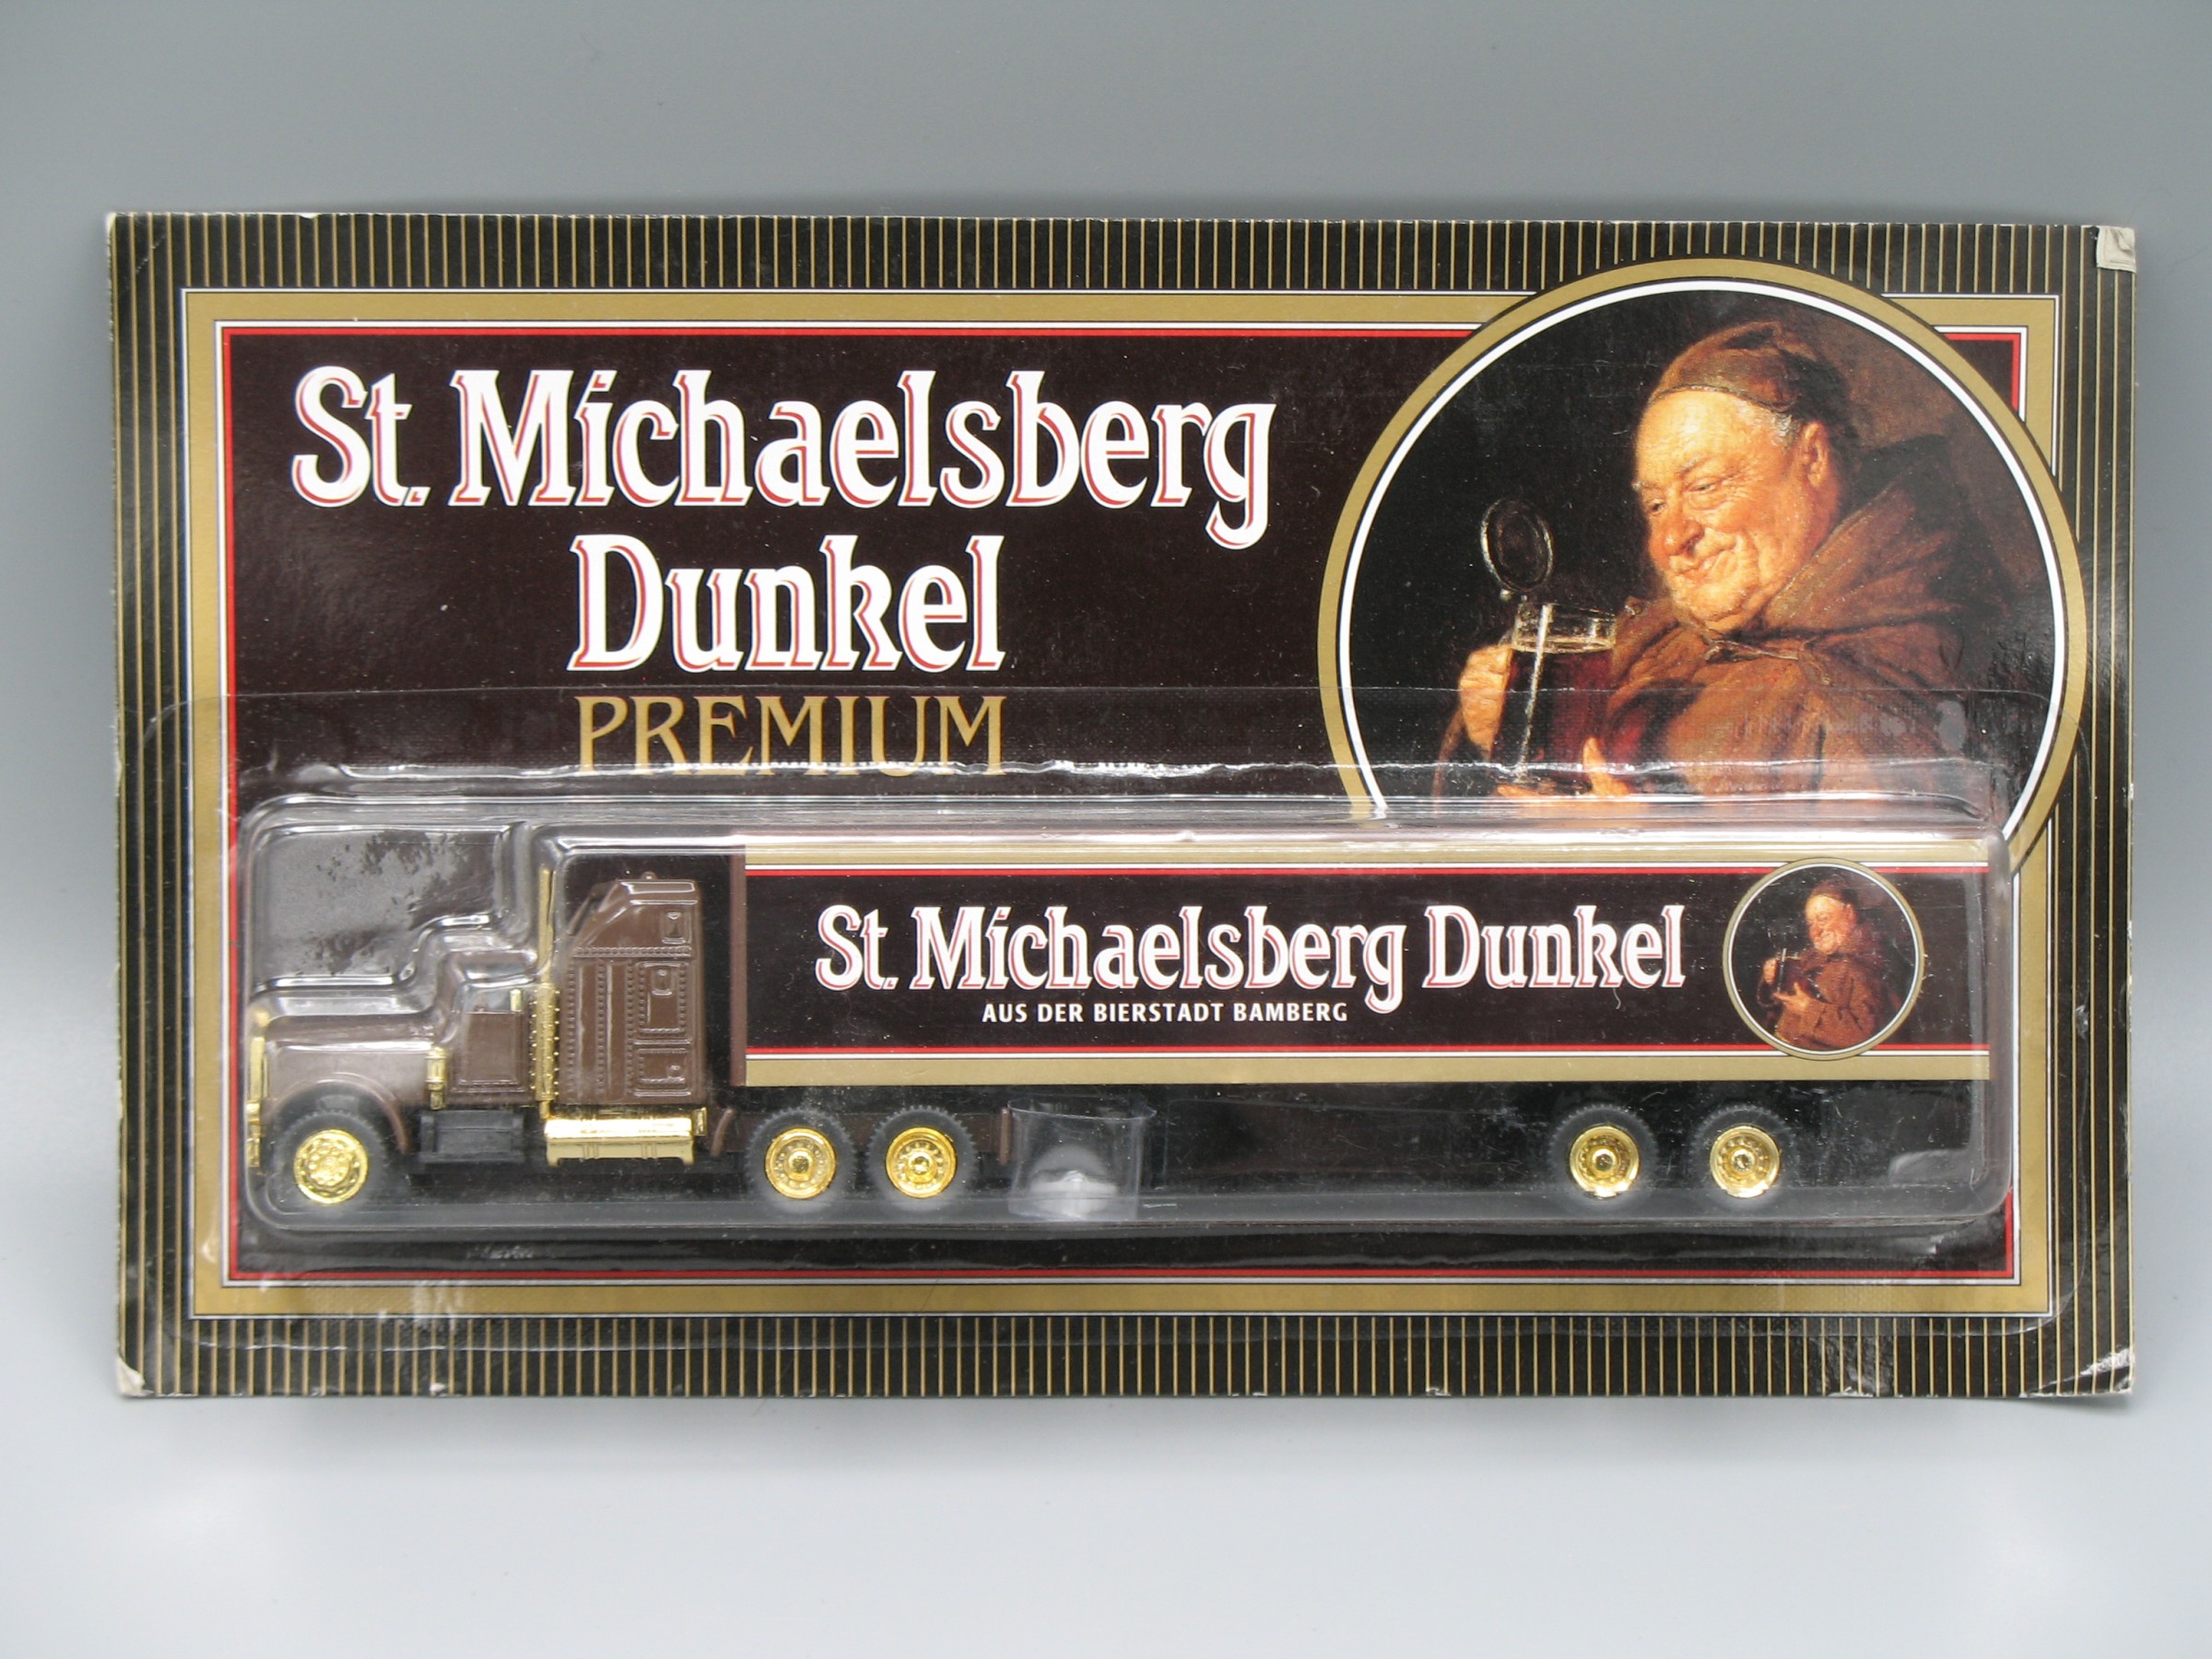 St. Michaelsberg
Dunkel
PREMIUM
St. Michaelsberg Dunkel
AUS DER BIERSTADT BAMBERG